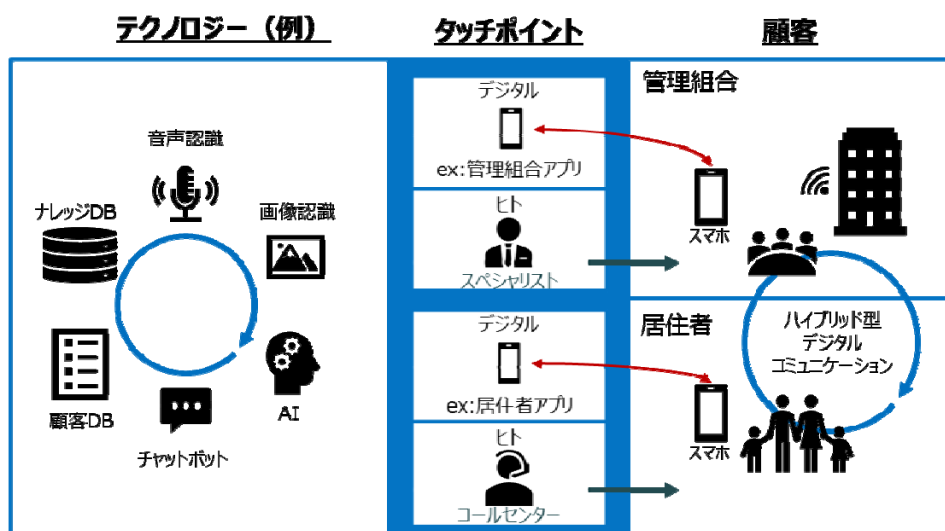 テクノロジー（例）
タッチポイント
顧客
音声認識
ナレッジDB
画像認識
顧客DB
AI
チャットボット
デジタル
ex:管理組合アプリ
ヒト
スペシャリスト
デジタル
ex:居住者アプリ
ヒト
コールセンター
管理組合
スマホ
居住者
ハイブリッド型
デジタル
コミュニケーション
スマホ